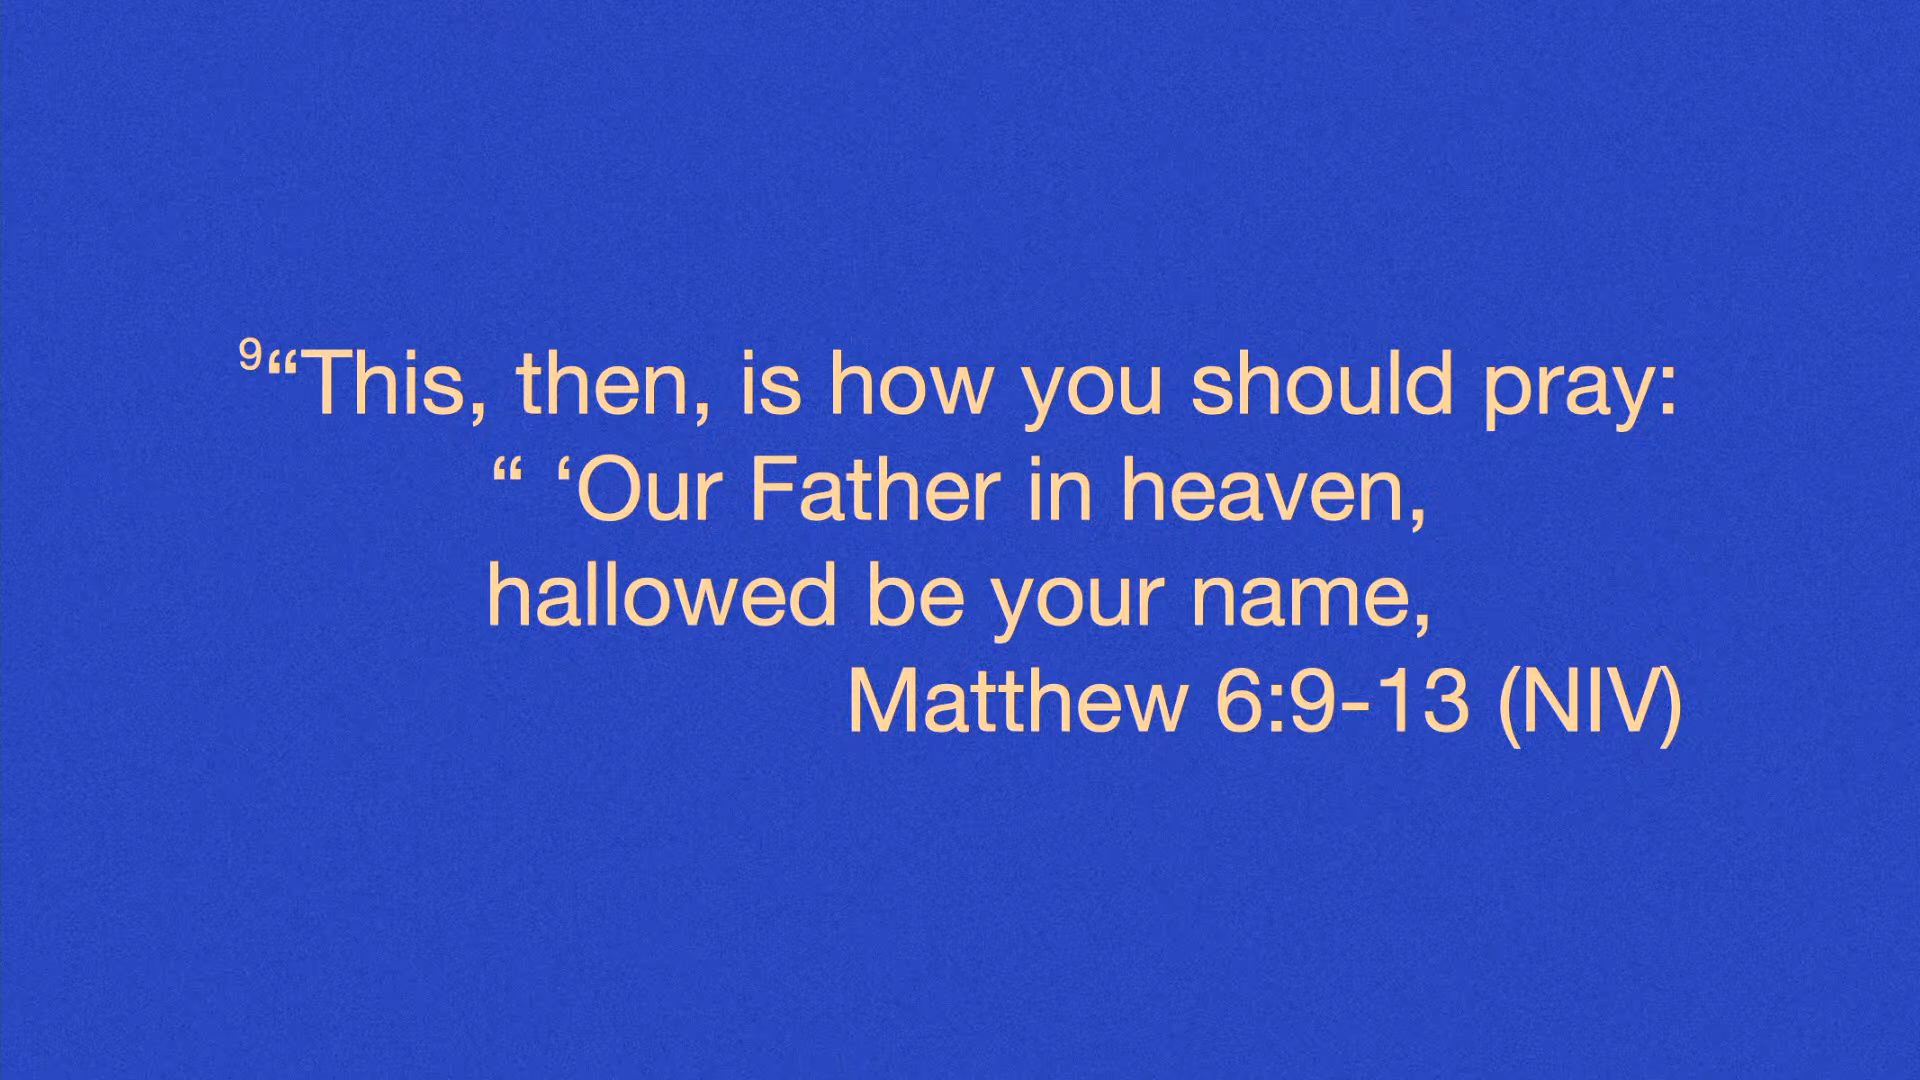 ⁹“This, then, is how you should pray:
“ ‘Our Father in heaven,
hallowed be your name,
Matthew 6:9-13 (NIV)